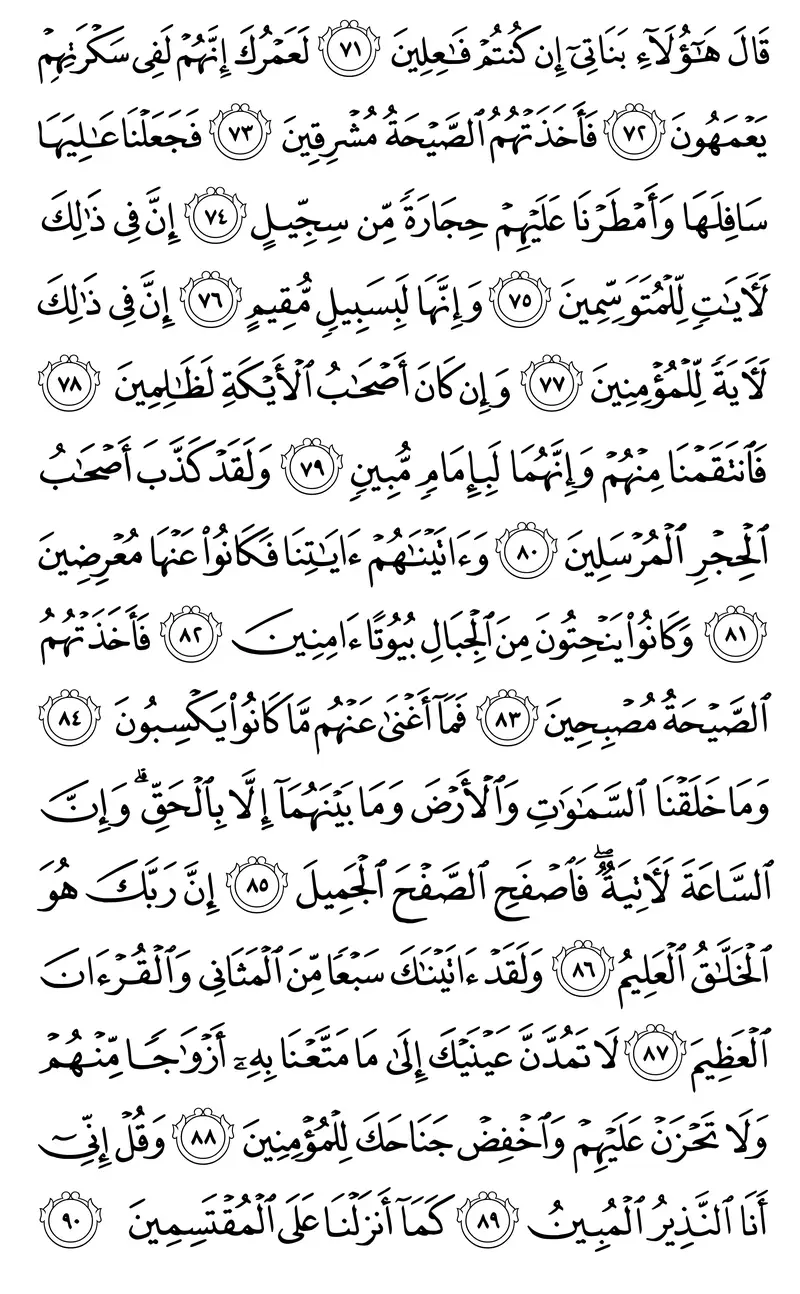 قَالَ هَٰٓؤُلَآءِ بَنَاتِىٓ إِن كُنتُمْ فَٰعِلِينَ ٧١ لَعَمْرُكَ إِنَّهُمْ لَفِى سَكْرَتِهِمْ
يَعْمَهُونَ ٧٢ فَأَخَذَتْهُمُ ٱلصَّيْحَةُ مُشْرِقِينَ ٧٣ فَجَعَلْنَا عَٰلِيَهَا
سَافِلَهَا وَأَمْطَرْنَا عَلَيْهِمْ حِجَارَةً مِّن سِجِّيلٍ ٧٤ إِنَّ فِى ذَٰلِكَ
لَءَايَٰتٍ لِّلْمُتَوَسِّمِينَ ٧٥ وَإِنَّهَا لَبِسَبِيلٍ مُّقِيمٍ ٧٦ إِنَّ فِى ذَٰلِكَ
لَءَايَةً لِّلْمُؤْمِنِينَ ٧٧ وَإِن كَانَ أَصْحَٰبُ ٱلْأَيْكَةِ لَظَٰلِمِينَ ٧٨
فَٱنتَقَمْنَا مِنْهُمْ وَإِنَّهُمَا لَبِإِمَامٍ مُّبِينٍ ٧٩ وَلَقَدْ كَذَّبَ أَصْحَٰبُ
ٱلْحِجْرِ ٱلْمُرْسَلِينَ ٨٠ وَءَاتَيْنَٰهُمْ ءَايَٰتِنَا فَكَانُوا۟ عَنْهَا مُعْرِضِينَ
٨١ وَكَانُوا۟ يَنْحِتُونَ مِنَ ٱلْجِبَالِ بُيُوتًا ءَامِنِينَ ٨٢ فَأَخَذَتْهُمُ
ٱلصَّيْحَةُ مُصْبِحِينَ ٨٣ فَمَآ أَغْنَىٰ عَنْهُم مَّا كَانُوا۟ يَكْسِبُونَ ٨٤
وَمَا خَلَقْنَا ٱلسَّمَٰوَٰتِ وَٱلْأَرْضَ وَمَا بَيْنَهُمَآ إِلَّا بِٱلْحَقِّ ۗ وَإِنَّ
ٱلسَّاعَةَ لَءَاتِيَةٌ ۖ فَٱصْفَحِ ٱلصَّفْحَ ٱلْجَمِيلَ ٨٥ إِنَّ رَبَّكَ هُوَ
ٱلْخَلَّٰقُ ٱلْعَلِيمُ ٨٦ وَلَقَدْ ءَاتَيْنَٰكَ سَبْعًا مِّنَ ٱلْمَثَانِى وَٱلْقُرْءَانَ
ٱلْعَظِيمَ ٨٧ لَا تَمُدَّنَّ عَيْنَيْكَ إِلَىٰ مَا مَتَّعْنَا بِهِۦٓ أَزْوَٰجًا مِّنْهُمْ
وَلَا تَحْزَنْ عَلَيْهِمْ وَٱخْفِضْ جَنَاحَكَ لِلْمُؤْمِنِينَ ٨٨ وَقُلْ إِنِّىٓ
أَنَا ٱلنَّذِيرُ ٱلْمُبِينُ ٨٩ كَمَآ أَنزَلْنَا عَلَى ٱلْمُقْتَسِمِينَ ٩٠